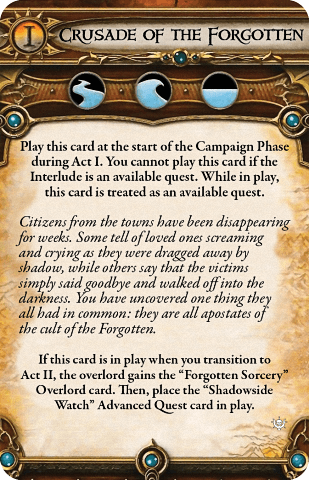 I CRUSADE OF THE FORGOTTEN
Play this card at the start of the Campaign Phase
during Act I. You cannot play this card if the
Interlude is an available quest. While in play,
this card is treated as an available quest.
Citizens from the towns have been disappearing
for weeks. Some tell of loved ones screaming
and crying as they were dragged away by
shadow, while others say that the victims
simply said goodbye and walked off into the
darkness. You have uncovered one thing they
all had in common: they are all apostates of
the cult of the Forgotten.
If this card is in play when you transition to
Act II, the overlord gains the “Forgotten Sorcery”
Overlord card. Then, place the “Shadowside
Watch” Advanced Quest card in play.